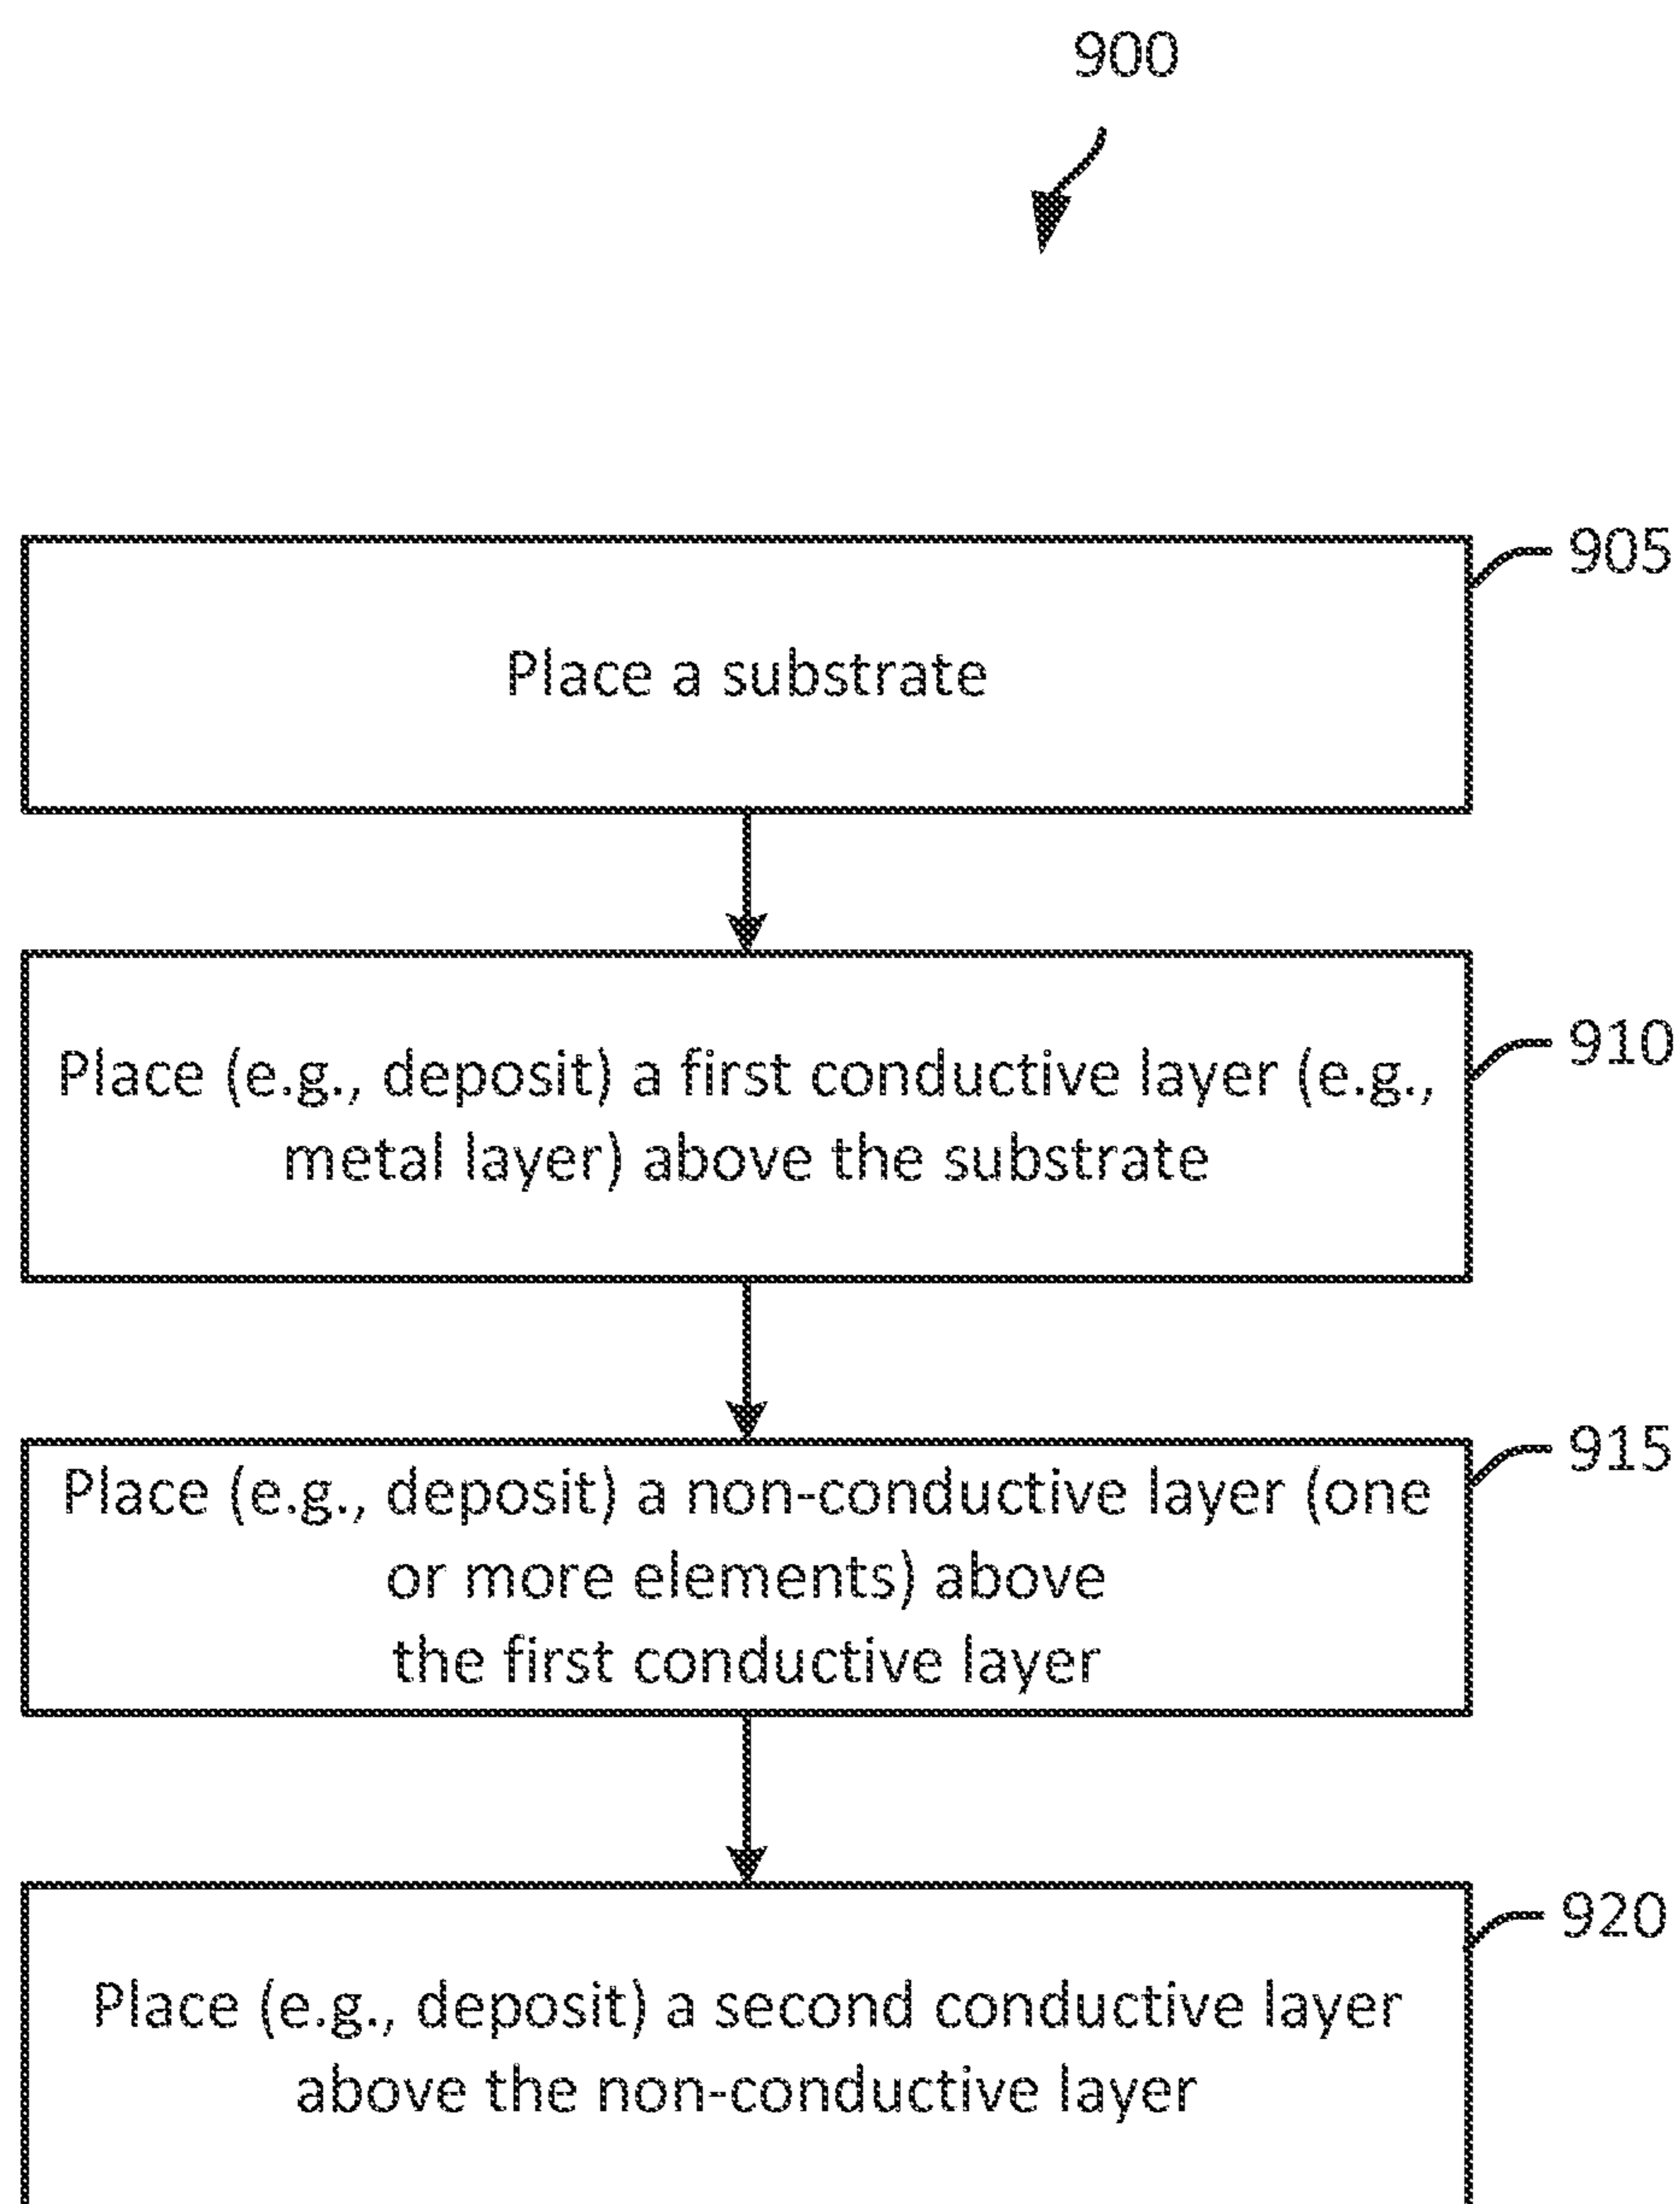 900
905
Place a substrate
910
Place (e.g., deposit) a first conductive layer (e.g.,
metal layer) above the substrate
915
Place (e.g., deposit) a non-conductive layer (one
or more elements) above
the first conductive layer
920
Place (e.g., deposit) a second conductive layer
above the non-conductive layer